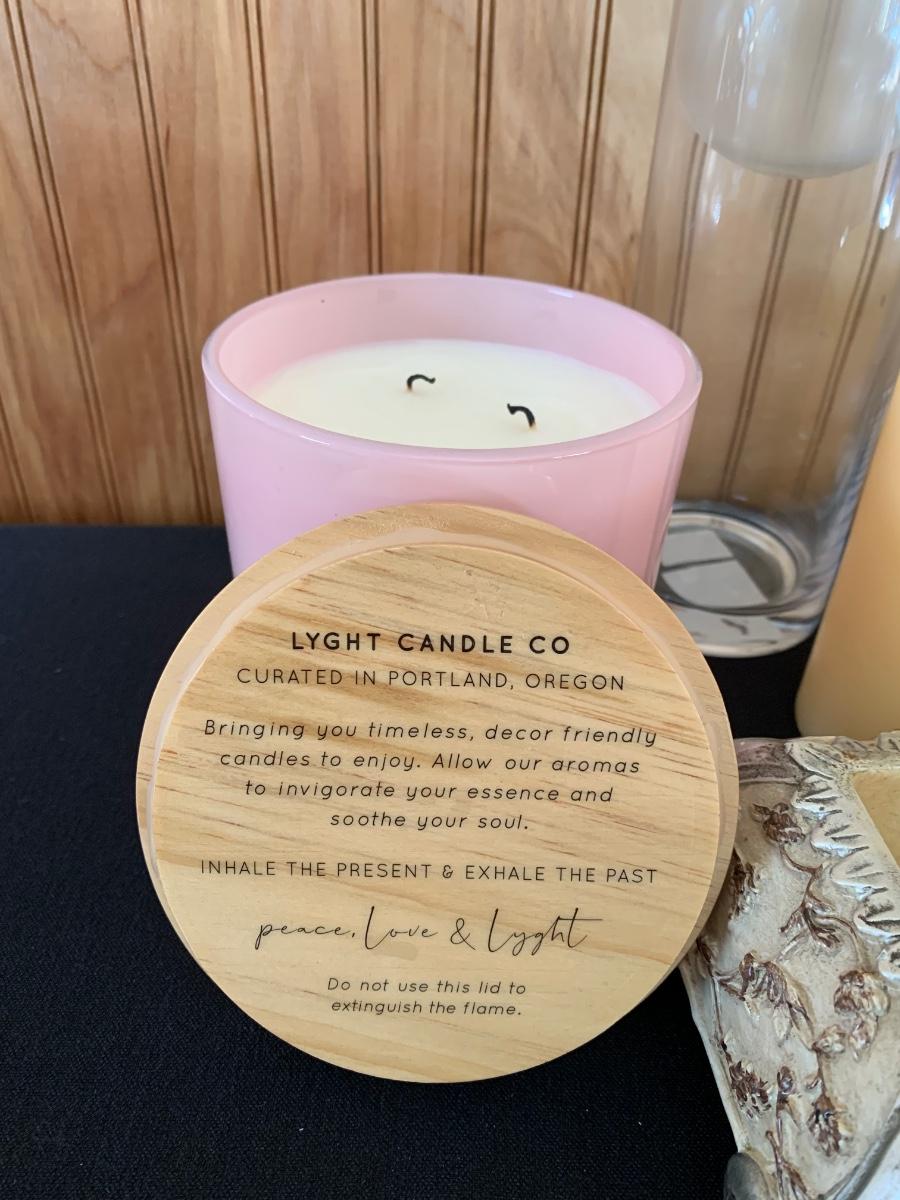 LYGHT CANDLE CO
CURATED IN PORTLAND, OREGON
Bringing you timeless, decor friendly
candles to enjoy. Allow our aromas
to invigorate your essence and
soothe your soul.
INHALE THE PRESENT & EXHALE THE PAST
peace, Love & Lyght
Do not use this lid to
extinguish the flame.